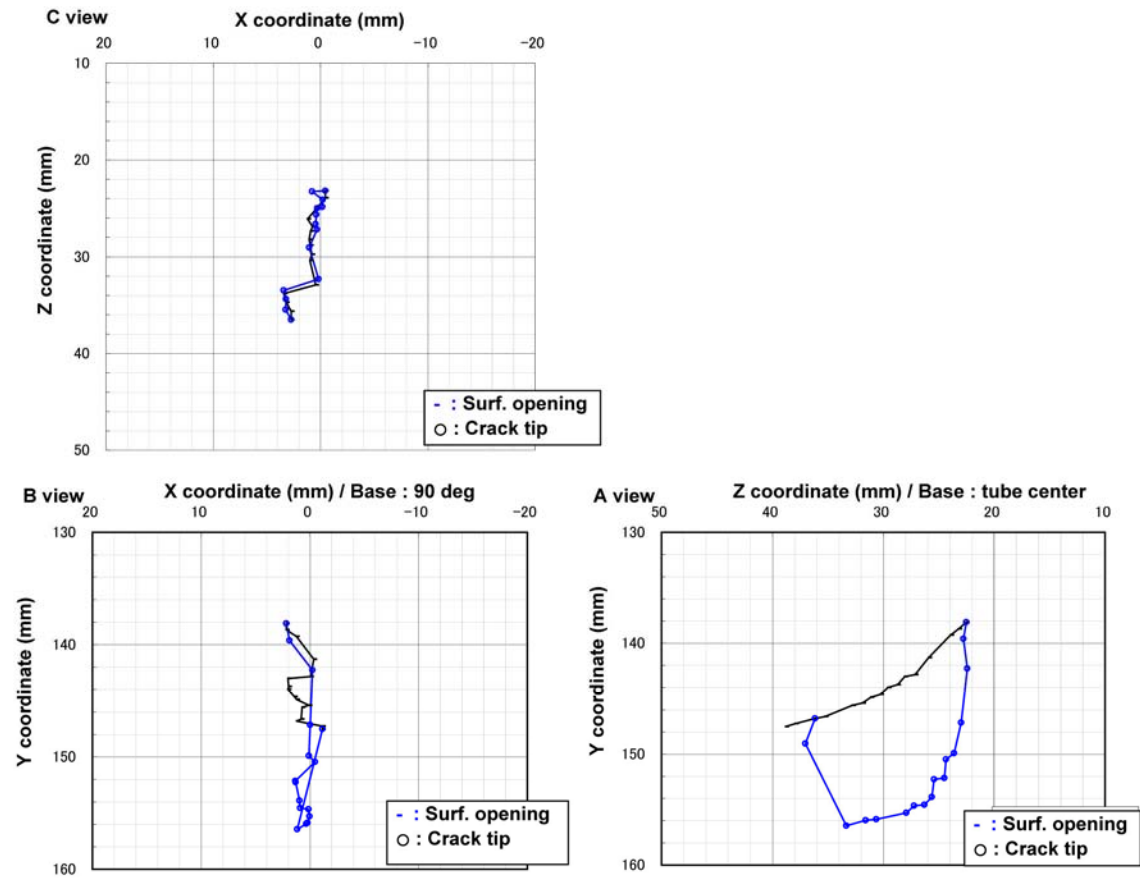 C view
X coordinate (mm)
20 10 0 -10 -20
10
20
30
40
50
Z coordinate (mm)
- : Surf. opening
○ : Crack tip
B view
X coordinate (mm) / Base : 90 deg
20 10 0 -10 -20
130
140
150
160
Y coordinate (mm)
- : Surf. opening
○ : Crack tip
A view
Z coordinate (mm) / Base : tube center
50 40 30 20 10
130
140
150
160
Y coordinate (mm)
- : Surf. opening
○ : Crack tip